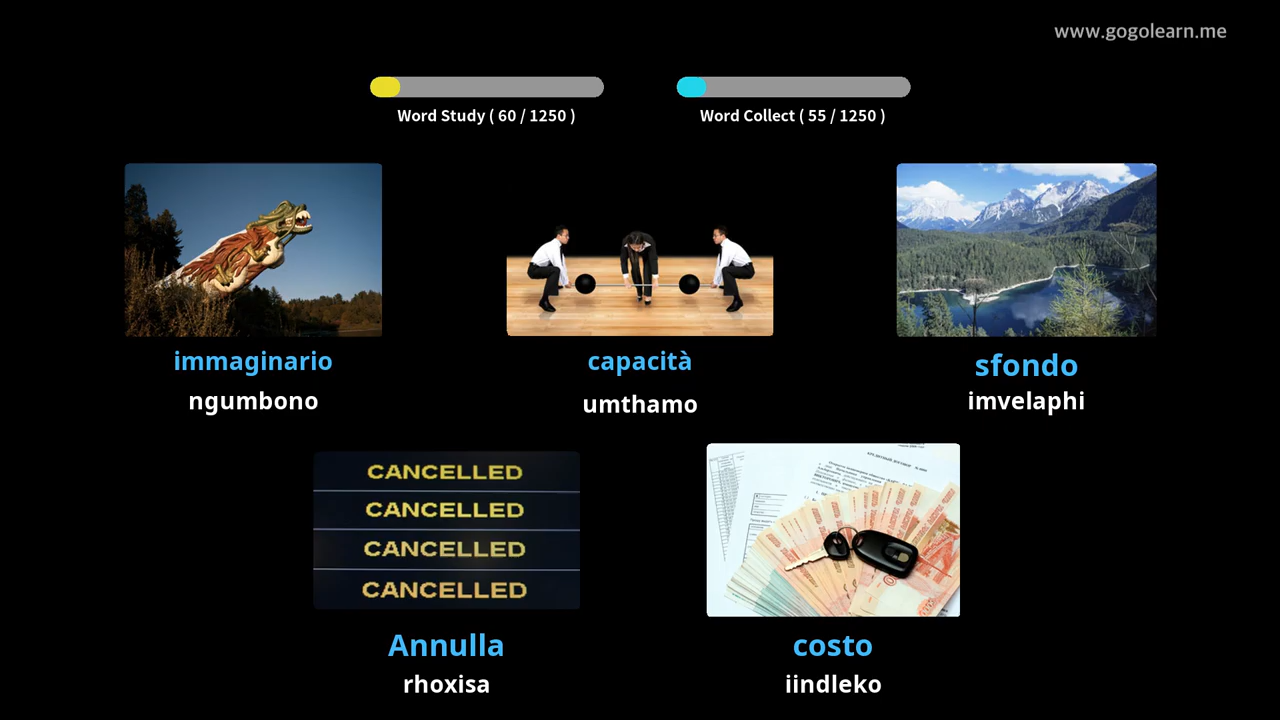 www.gogolearn.me
Word Study ( 60 / 1250 )
Word Collect ( 55 / 1250 )
immaginario
ngumbono
capacità
umthamo
sfondo
imvelaphi
CANCELLED
CANCELLED
CANCELLED
CANCELLED
Annulla
rhoxisa
costo
iindleko